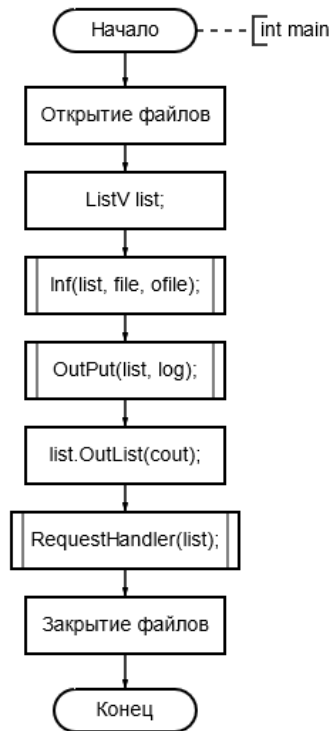 Начало
int main
Открытие файлов
ListV list;
Inf(list, file, ofile);
OutPut(list, log);
list.OutList(cout);
RequestHandler(list);
Закрытие файлов
Конец